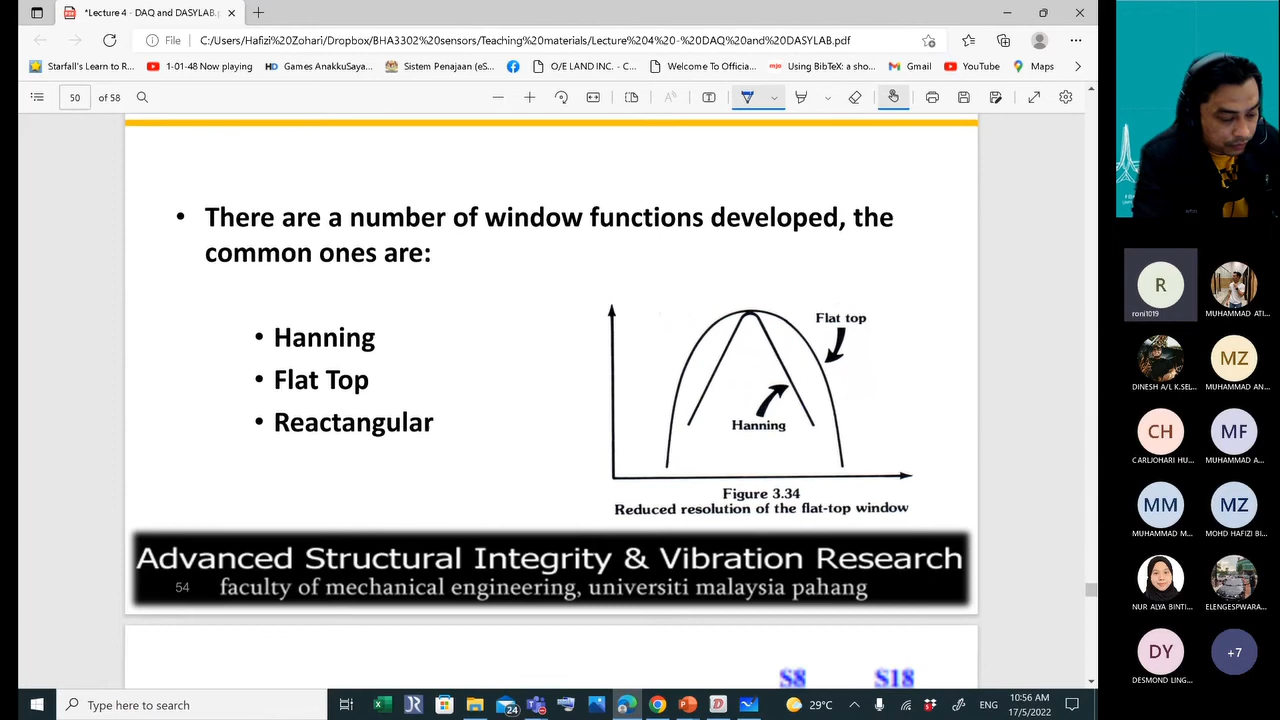 *Lecture 4 - DAQ and DASYLAB.p
File
C:/Users/Hafizi%20Zohari/Dropbox/BHA3302%20sensors/Teaching%20materials/Lecture%204%20-%20DAQ%20and%20DASYLAB.pdf
Starfall's Learn to R...
1-01-48 Now playing
HD Games AnakkuSaya...
Sistem Penajaan (eS...
O/E LAND INC. - C...
Welcome To Officia...
mjo Using BibTeX: a sho...
Gmail
YouTube
Maps
50 of 58
• There are a number of window functions developed, the
common ones are:
• Hanning
• Flat Top
• Reactangular
Flat top
Hanning
Figure 3.34
Reduced resolution of the flat-top window
Advanced Structural Integrity & Vibration Research
54 faculty of mechanical engineering, universiti malaysia pahang
S8 S18
R
roni1019
MUHAMMAD ATI...
DINESH A/L K.SEL...
MZ
MUHAMMAD AN...
CH
CARLJOHARI HU...
MF
MUHAMMAD A...
MM
MUHAMMAD M...
MZ
MOHD HAFIZI BI...
NUR ALYA BINTI...
ELENGESPWARA...
DY
DESMOND LING...
+7
Type here to search
24
29°C
ENG
10:56 AM
17/5/2022